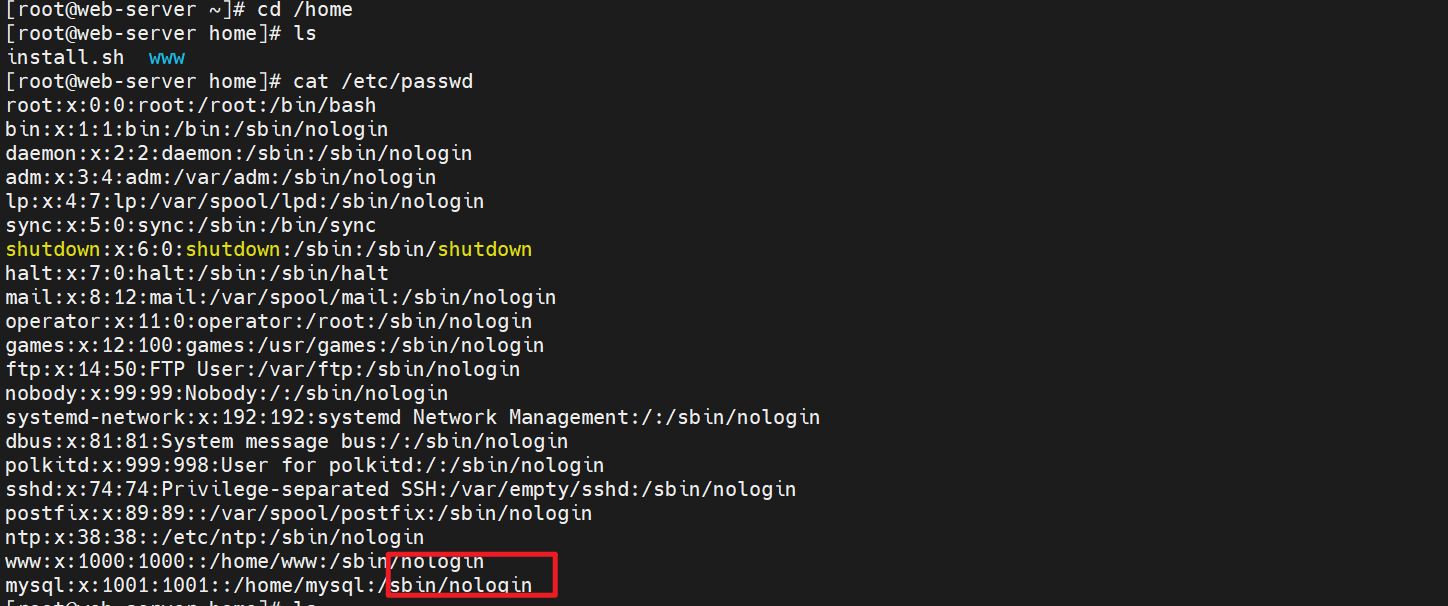 [root@web-server ~]# cd /home
[root@web-server home]# ls
install.sh  www
[root@web-server home]# cat /etc/passwd
root:x:0:0:root:/root:/bin/bash
bin:x:1:1:bin:/bin:/sbin/nologin
daemon:x:2:2:daemon:/sbin:/sbin/nologin
adm:x:3:4:adm:/var/adm:/sbin/nologin
lp:x:4:7:lp:/var/spool/lpd:/sbin/nologin
sync:x:5:0:sync:/sbin:/bin/sync
shutdown:x:6:0:shutdown:/sbin:/sbin/shutdown
halt:x:7:0:halt:/sbin:/sbin/halt
mail:x:8:12:mail:/var/spool/mail:/sbin/nologin
operator:x:11:0:operator:/root:/sbin/nologin
games:x:12:100:games:/usr/games:/sbin/nologin
ftp:x:14:50:FTP User:/var/ftp:/sbin/nologin
nobody:x:99:99:Nobody:/:/sbin/nologin
systemd-network:x:192:192:systemd Network Management:/:/sbin/nologin
dbus:x:81:81:System message bus:/:/sbin/nologin
polkitd:x:999:998:User for polkitd:/:/sbin/nologin
sshd:x:74:74:Privilege-separated SSH:/var/empty/sshd:/sbin/nologin
postfix:x:89:89::/var/spool/postfix:/sbin/nologin
ntp:x:38:38::/etc/ntp:/sbin/nologin
www:x:1000:1000::/home/www:/sbin/nologin
mysql:x:1001:1001::/home/mysql:/sbin/nologin
[root@web-server home]# ls